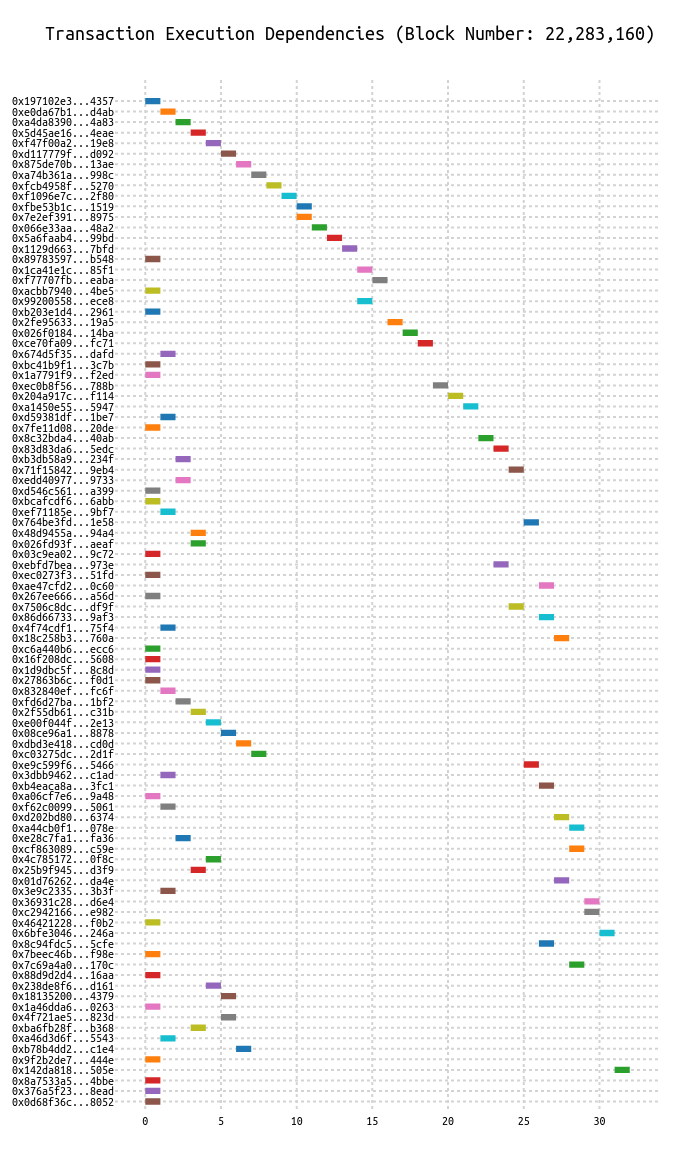 Transaction Execution Dependencies (Block Number: 22,283,160)
0x197102e3...4357
0xe0da67b1...d4ab
0xa4da8390...4a83
0x5d45ae16...4eae
0xf47f00a2...19e8
0xd117779f...d092
0x875de70b...13ae
0xa74b361a...998c
0xfcb4958f...5270
0xf1096e7c...2f80
0xfbe53b1c...1519
0x7e2ef391...8975
0x066e33aa...48a2
0x5a6faab4...99bd
0x1129d663...7bfd
0x89783597...b548
0x1ca41e1c...85f1
0xf77707fb...eaba
0xacbb7940...4be5
0x99200558...ece8
0xb203e1d4...2961
0x2fe95633...19a5
0x026f0184...14ba
0xce70fa09...fc71
0x674d5f35...dafd
0xbc41b9f1...3c7b
0x1a7791f9...f2ed
0xec0b8f56...788b
0x204a917c...f114
0xa1450e55...5947
0xd59381df...1be7
0x7fe11d08...20de
0x8c32bda4...40ab
0x83d83da6...5edc
0xb3db58a9...234f
0x71f15842...9eb4
0xedd40977...9733
0xd546c561...a399
0xbcafcdf6...6abb
0xef71185e...9bf7
0x764be3fd...1e58
0x48d9455a...94a4
0x026fd93f...aeaf
0x03c9ea02...9c72
0xebfd7bea...973e
0xec0273f3...51fd
0xae47cfd2...0c60
0x267ee666...a56d
0x7506c8dc...df9f
0x86d66733...9af3
0x4f74cdf1...75f4
0x18c258b3...760a
0xc6a440b6...ecc6
0x16f208dc...5608
0x1d9dbc5f...8c8d
0x27863b6c...f0d1
0x832840ef...fc6f
0xfd6d27ba...1bf2
0x2f55db61...c31b
0xe00f044f...2e13
0x08ce96a1...8878
0xdbd3e418...cd0d
0xc03275dc...2d1f
0xe9c599f6...5466
0x3dbb9462...c1ad
0xb4eaca8a...3fc1
0xa06cf7e6...9a48
0xf62c0099...5061
0xd202bd80...6374
0xa44cb0f1...078e
0xe28c7fa1...fa36
0xcf863089...c59e
0x4c785172...0f8c
0x25b9f945...d3f9
0x01d76262...da4e
0x3e9c2335...3b3f
0x36931c28...d6e4
0xc2942166...e982
0x46421228...f0b2
0x6bfe3046...246a
0x8c94fdc5...5cfe
0x7beec46b...f98e
0x7c69a4a0...170c
0x88d9d2d4...16aa
0x238de8f6...d161
0x18135200...4379
0x1a46dda6...0263
0x4f721ae5...823d
0xba6fb28f...b368
0xa46d3d6f...5543
0xb78b4dd2...c1e4
0x9f2b2de7...444e
0x142da818...505e
0x8a7533a5...4bbe
0x376a5f23...8ead
0x0d68f36c...8052
0 5 10 15 20 25 30